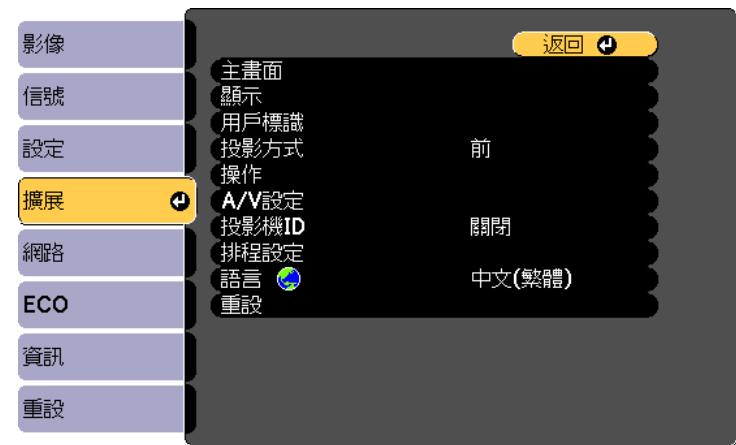 影像
信號
設定
擴展
網路
ECO
資訊
重設
返回
主畫面
顯示
用戶標識
投影方式 前
操作
A/V設定
投影機ID 關閉
排程設定
語言 中文(繁體)
重設